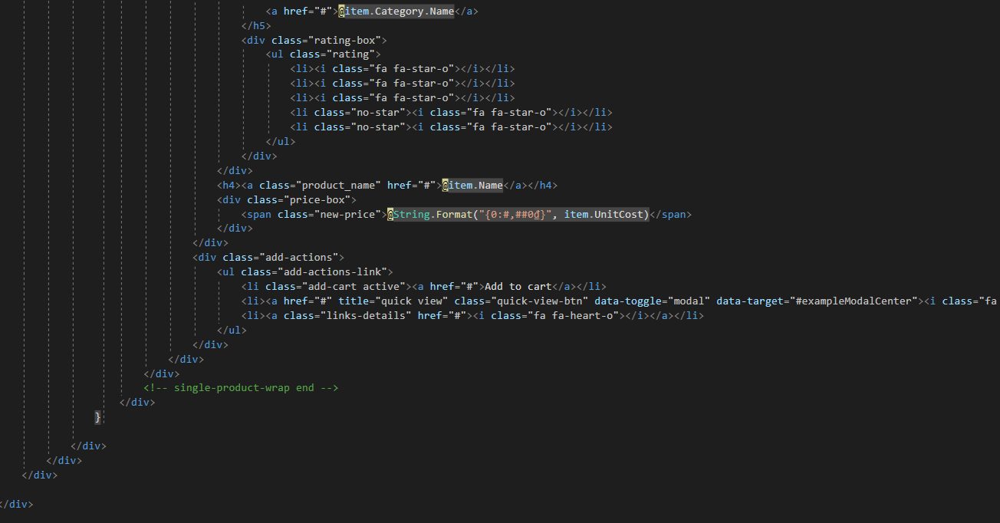 <a href="#">@item.Category.Name</a>
</h5>
<div class="rating-box">
<ul class="rating">
<li><i class="fa fa-star-o"></i></li>
<li><i class="fa fa-star-o"></i></li>
<li><i class="fa fa-star-o"></i></li>
<li class="no-star"><i class="fa fa-star-o"></i></li>
<li class="no-star"><i class="fa fa-star-o"></i></li>
</ul>
</div>
</div>
<h4><a class="product_name" href="#">@item.Name</a></h4>
<div class="price-box">
<span class="new-price">@String.Format("{0:#,##0₫}", item.UnitCost)</span>
</div>
</div>
<div class="add-actions">
<ul class="add-actions-link">
<li class="add-cart active"><a href="#">Add to cart</a></li>
<li><a href="#" title="quick view" class="quick-view-btn" data-toggle="modal" data-target="#exampleModalCenter"><i class="fa
<li><a class="links-details" href="#"><i class="fa fa-heart-o"></i></a></li>
</ul>
</div>
</div>
</div>
<!-- single-product-wrap end -->
</div>
}
</div>
</div>
</div>
</div>